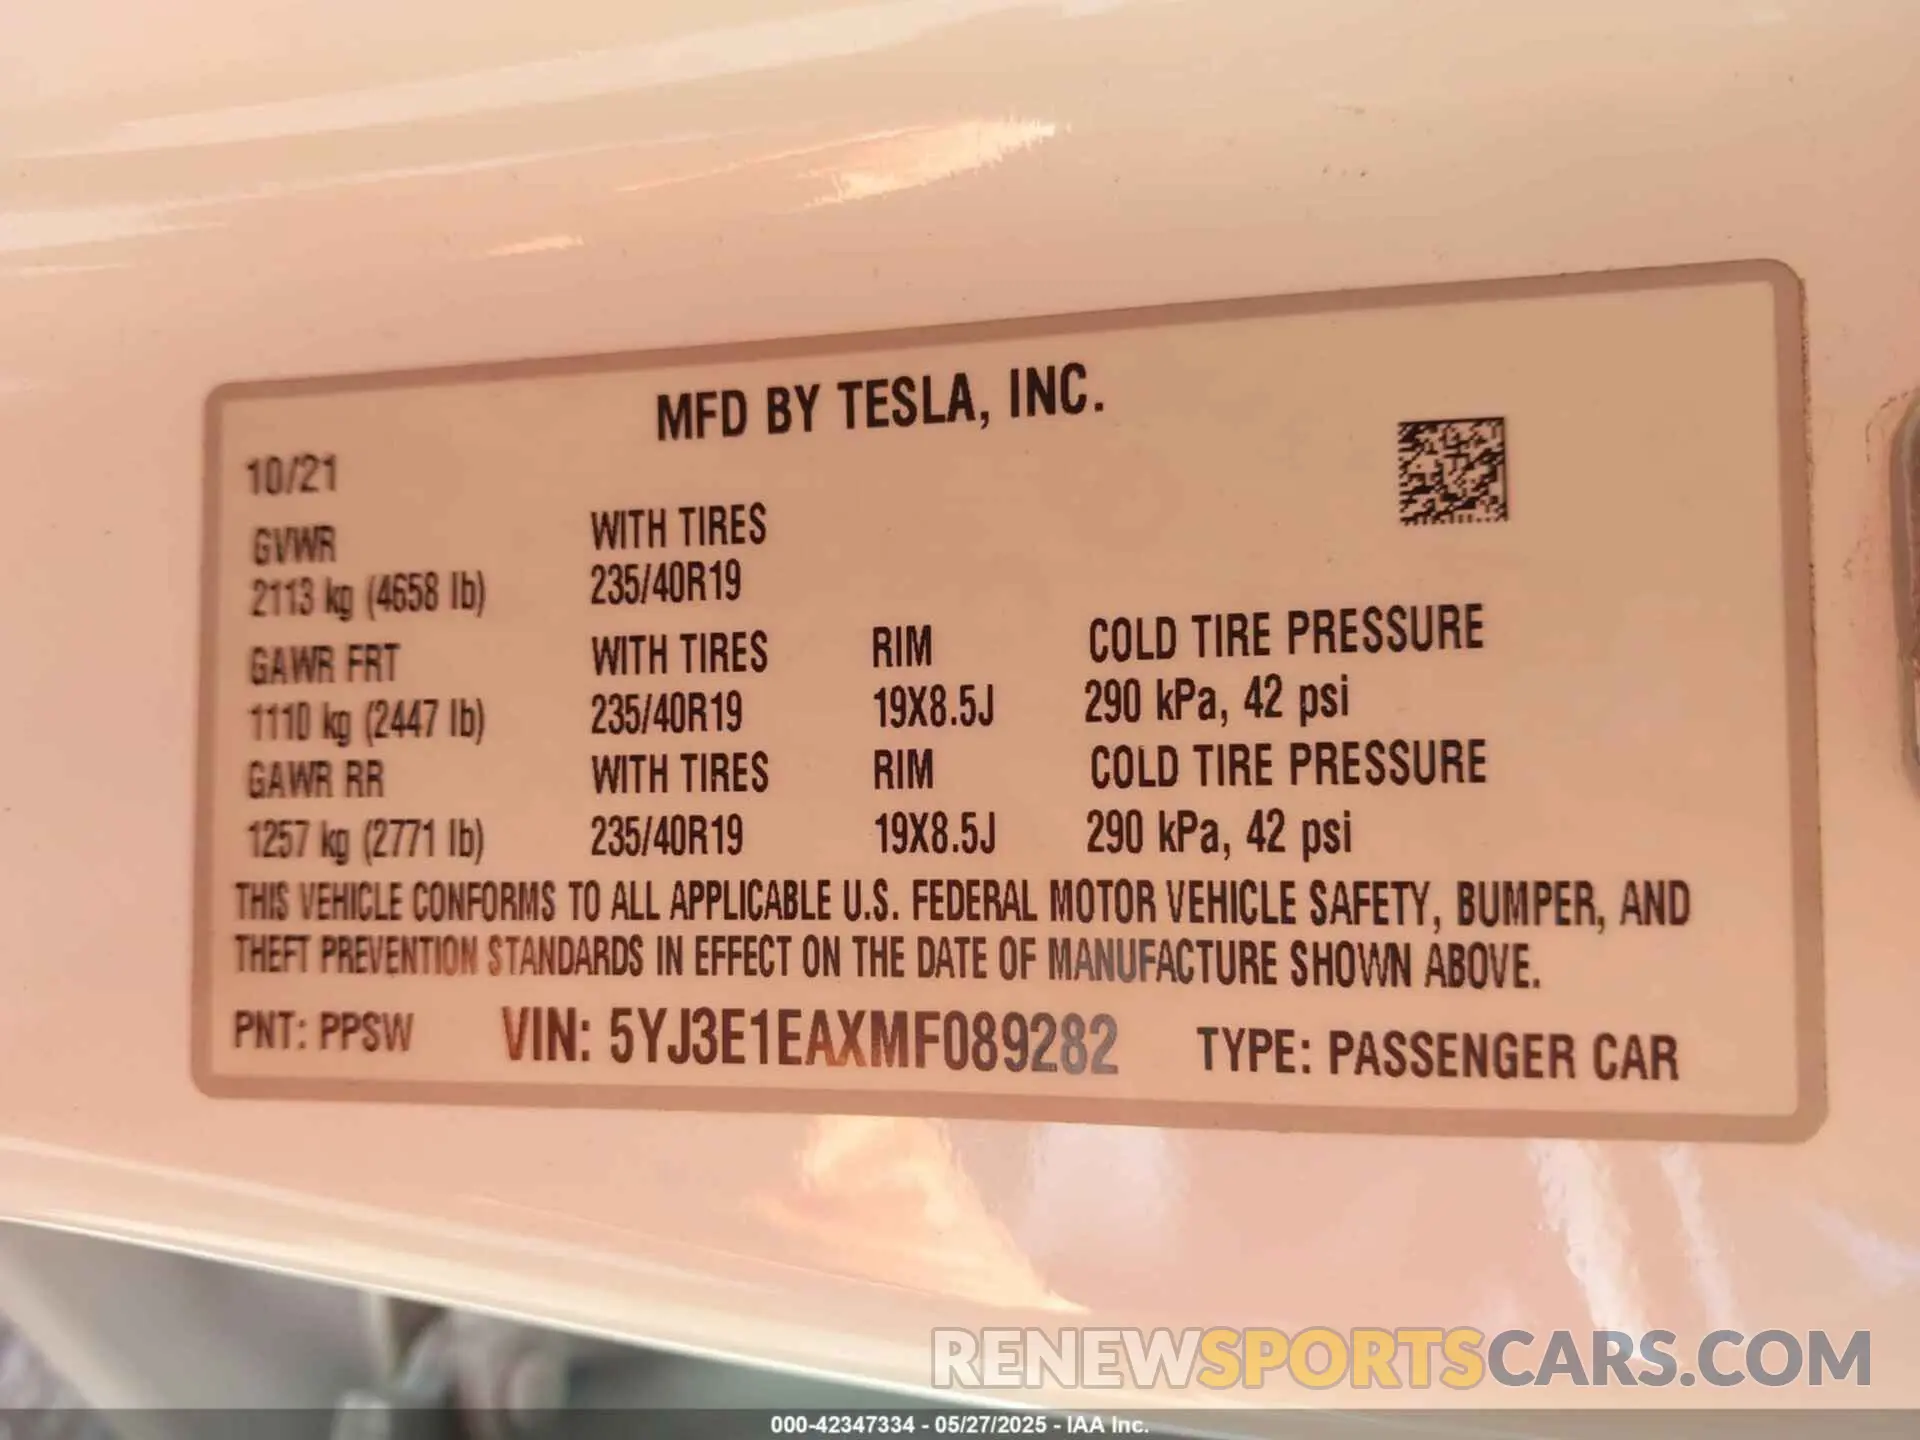 MFD BY TESLA, INC.
10/21
GVWR WITH TIRES
2113 kg (4658 lb) 235/40R19
GAWR FRT WITH TIRES RIM COLD TIRE PRESSURE
1110 kg (2447 lb) 235/40R19 19X8.5J 290 kPa, 42 psi
GAWR RR WITH TIRES RIM COLD TIRE PRESSURE
1257 kg (2771 lb) 235/40R19 19X8.5J 290 kPa, 42 psi
THIS VEHICLE CONFORMS TO ALL APPLICABLE U.S. FEDERAL MOTOR VEHICLE SAFETY, BUMPER, AND
THEFT PREVENTION STANDARDS IN EFFECT ON THE DATE OF MANUFACTURE SHOWN ABOVE.
PNT: PPSW VIN: 5YJ3E1EAXMF089282 TYPE: PASSENGER CAR
RENEWSPORTSCARS.COM
000-42347334 - 05/27/2025 - IAA Inc.